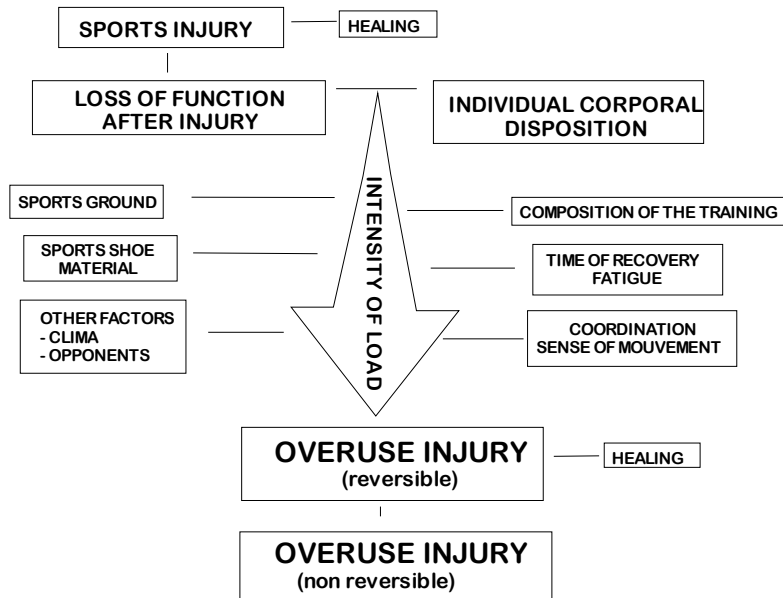 SPORTS INJURY
HEALING
LOSS OF FUNCTION
AFTER INJURY
INDIVIDUAL CORPORAL
DISPOSITION
INTENSITY OF LOAD
SPORTS GROUND
COMPOSITION OF THE TRAINING
SPORTS SHOE
MATERIAL
TIME OF RECOVERY
FATIGUE
OTHER FACTORS
- CLIMA
- OPPONENTS
COORDINATION
SENSE OF MOUVEMENT
OVERUSE INJURY
(reversible)
HEALING
OVERUSE INJURY
(non reversible)